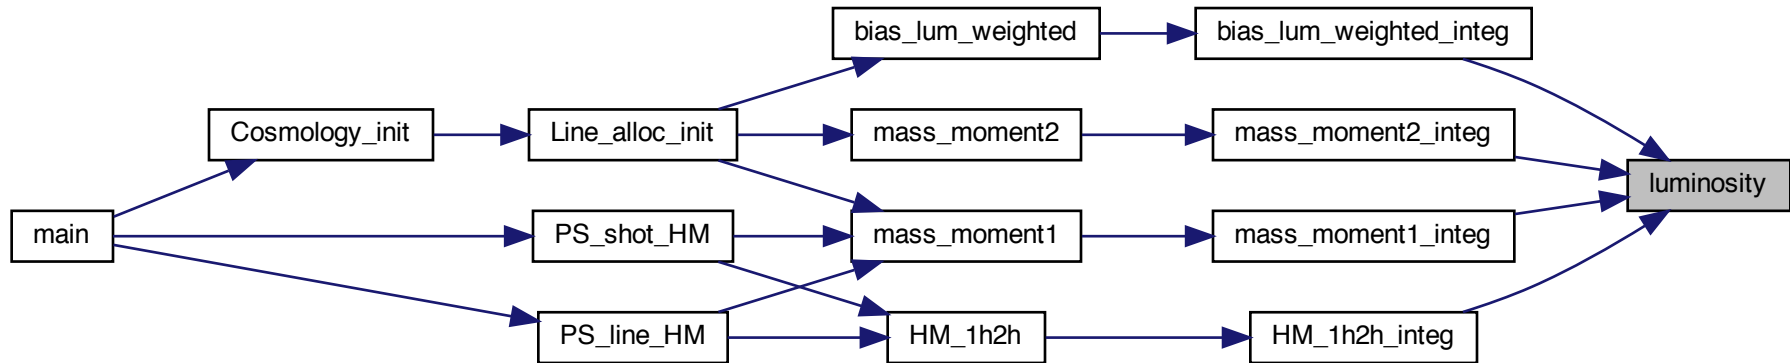 bias_lum_weighted
bias_lum_weighted_integ
Cosmology_init
Line_alloc_init
mass_moment2
mass_moment2_integ
luminosity
main
PS_shot_HM
mass_moment1
mass_moment1_integ
PS_line_HM
HM_1h2h
HM_1h2h_integ